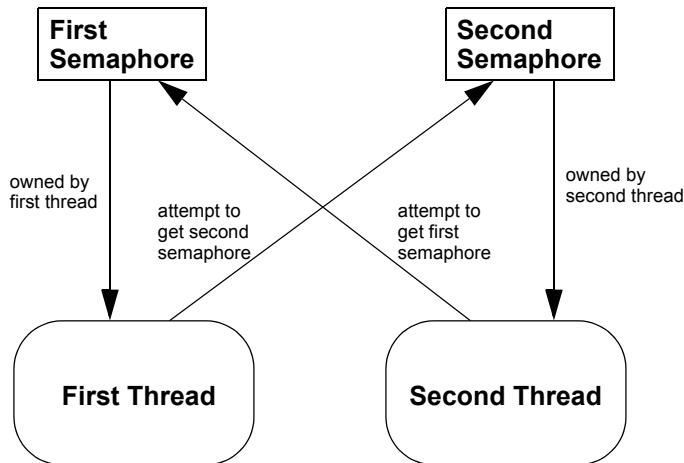 First
Semaphore
Second
Semaphore
owned by
first thread
attempt to
get second
semaphore
attempt to
get first
semaphore
owned by
second thread
First Thread
Second Thread